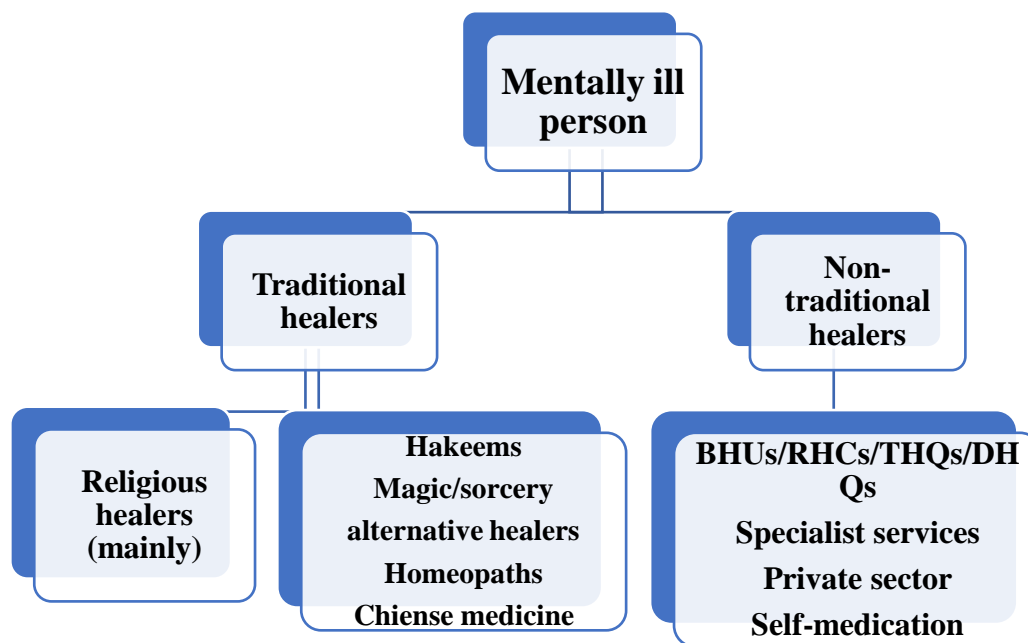 Mentally ill
person
Traditional
healers
Non-
traditional
healers
Religious
healers
(mainly)
Hakeems
Magic/sorcery
alternative healers
Homeopaths
Chiense medicine
BHUs/RHCs/THQs/DH
Qs
Specialist services
Private sector
Self-medication